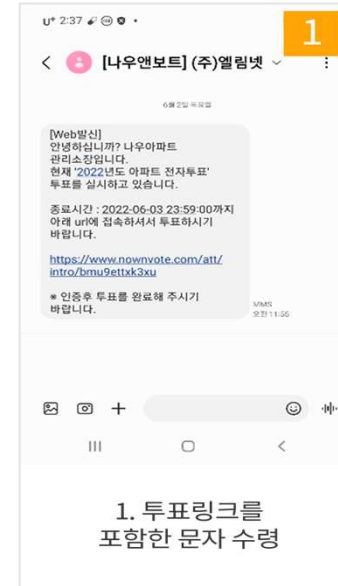 U+ 2:37
1
[나우앤보트] (주)엘림넷
6월 2일 목요일
[Web발신]
안녕하십니까? 나우아파트
관리소장입니다.
현재 '2022년도 아파트 전자투표'
투표를 실시하고 있습니다.
종료시간 : 2022-06-03 23:59:00까지
아래 url에 접속하셔서 투표하시기
바랍니다.
https://www.nownvote.com/att/
intro/bmu9ettxk3xu
※ 인증후 투표를 완료해 주시기
바랍니다.
MMS
오전 11:55
1. 투표링크를
포함한 문자 수령